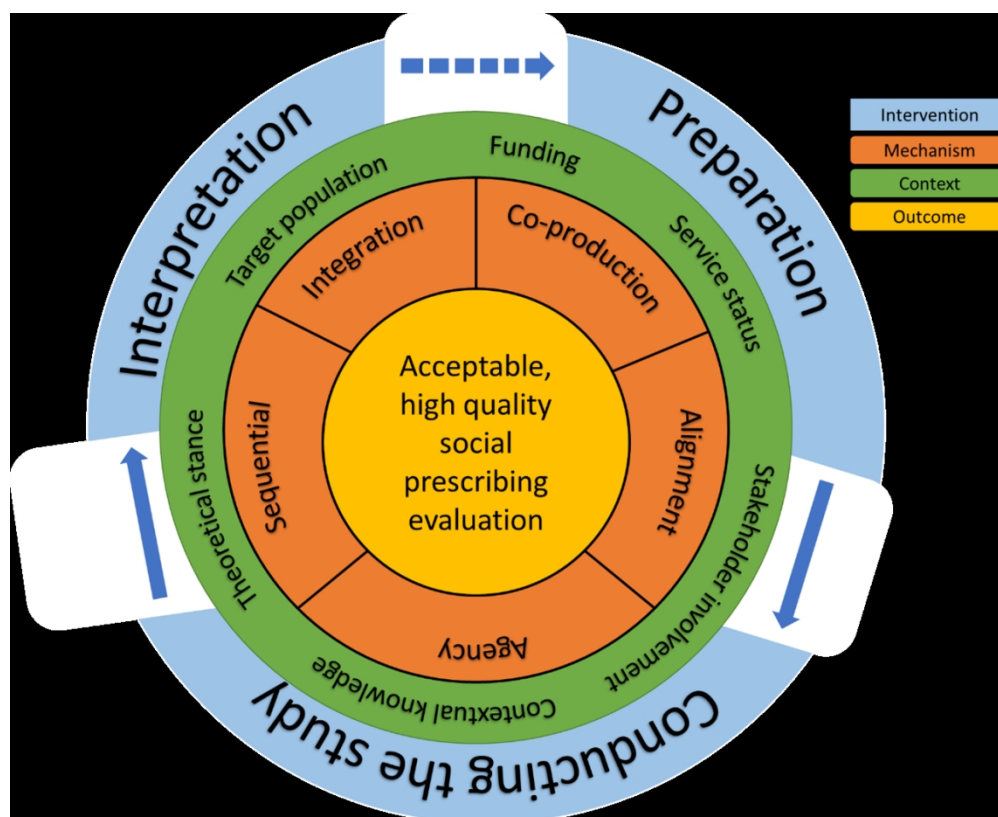 Interpretation
Preparation
Conducting the study
Target population
Funding
Service status
Stakeholder involvement
Contextual knowledge
Theoretical stance
Integration
Co-production
Alignment
Agency
Sequential
Acceptable,
high quality
social
prescribing
evaluation
Intervention
Mechanism
Context
Outcome